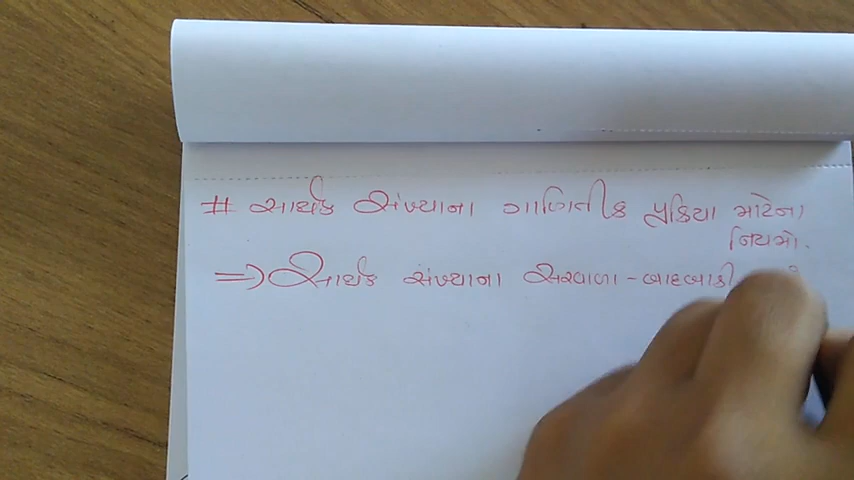 # સાર્થક સંખ્યાના ગાણિતીક પ્રક્રિયા માટેના
નિયમો.
=> સાર્થક સંખ્યાના સરવાળા - બાદબાકી